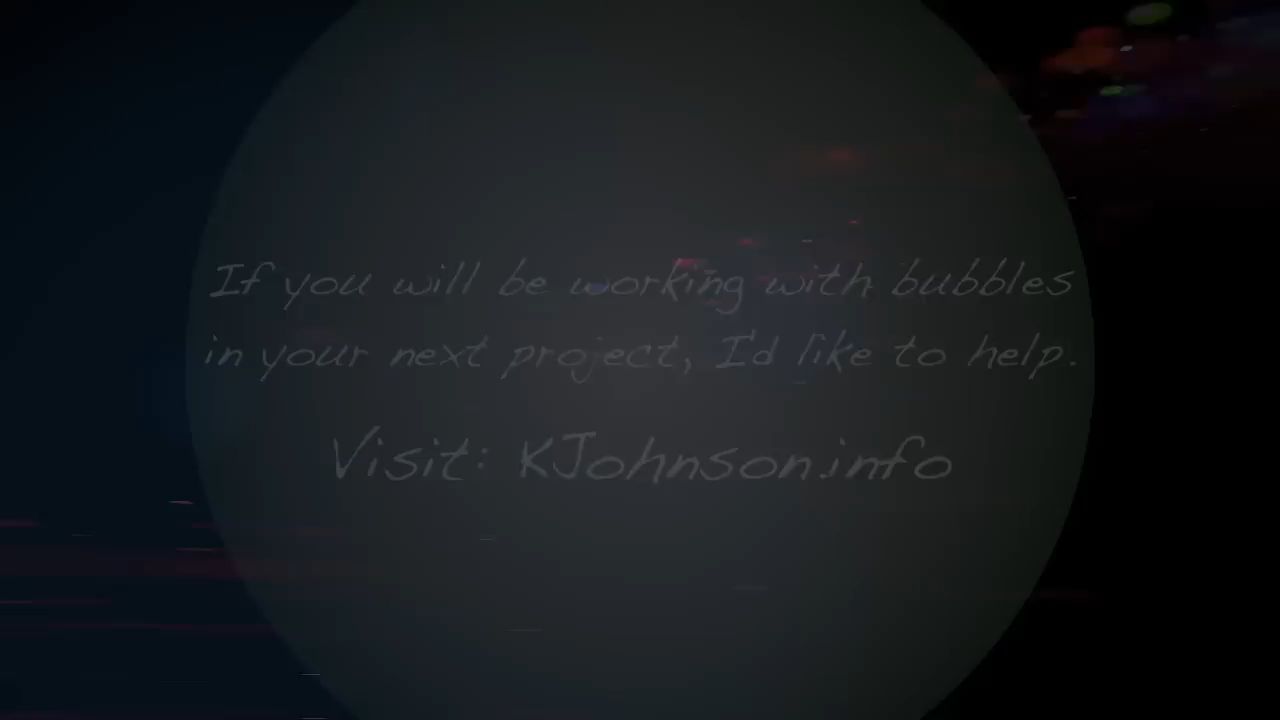 If you will be working with bubbles
in your next project, I'd like to help.
Visit: KJohnson.info